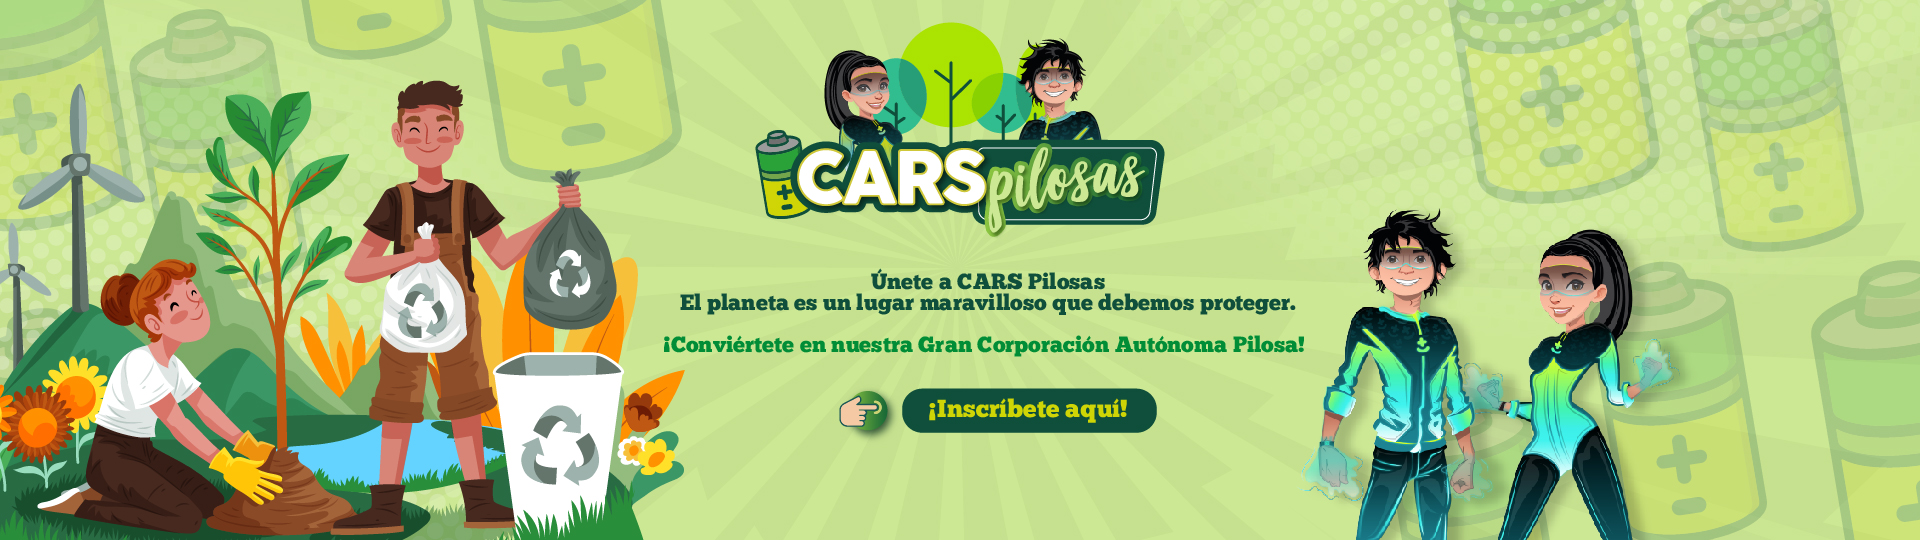 CARS pilosas
Únete a CARS Pilosas
El planeta es un lugar maravilloso que debemos proteger.
¡Conviértete en nuestra Gran Corporación Autónoma Pilosa!
¡Inscríbete aquí!